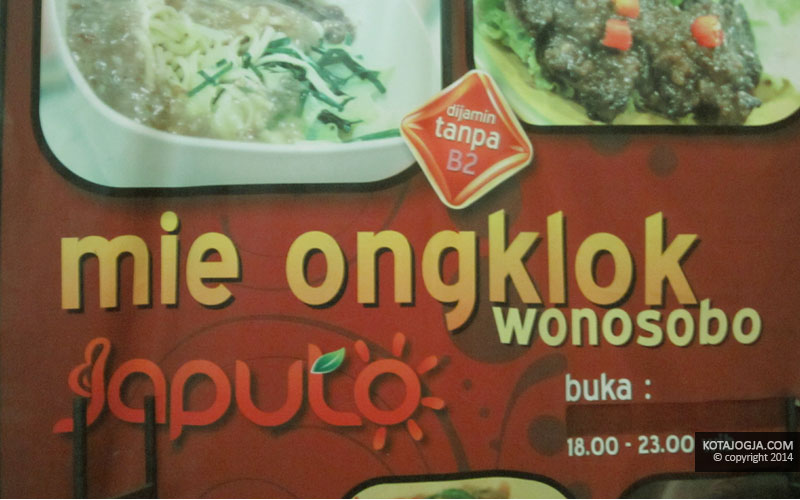 dijamin
tanpa
B2
mie ongklok
wonosobo
Japuto
buka :
18.00 - 23.00
KOTAJOGJA.COM
© copyright 2014